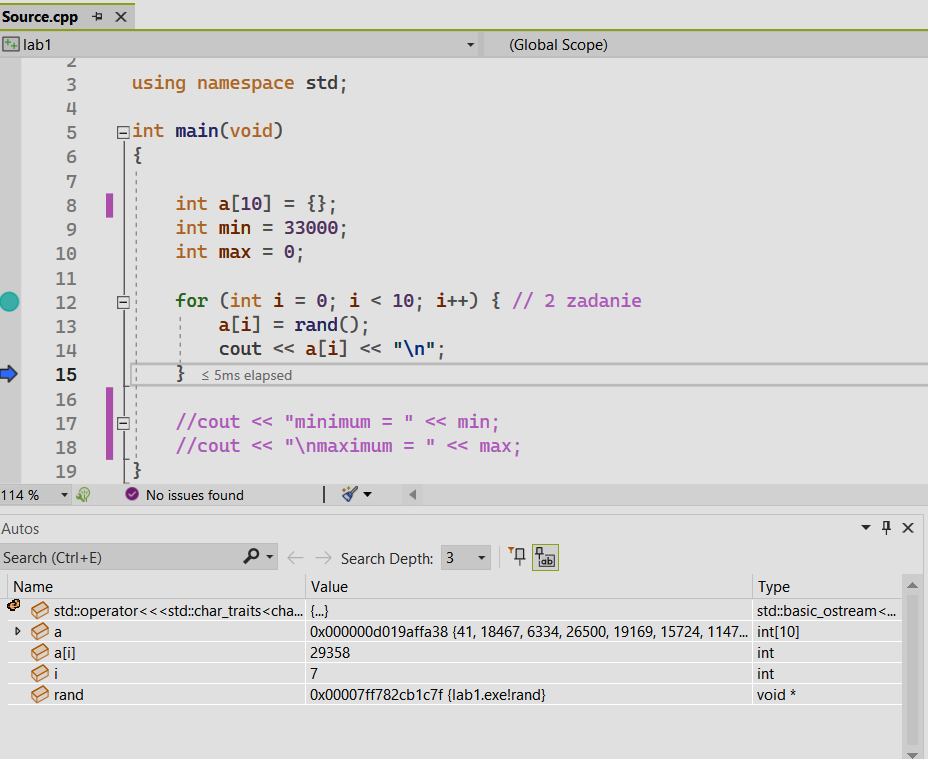 Source.cpp
lab1 (Global Scope)
2
3 using namespace std;
4
5 int main(void)
6 {
7
8 int a[10] = {};
9 int min = 33000;
10 int max = 0;
11
12 for (int i = 0; i < 10; i++) { // 2 zadanie
13 a[i] = rand();
14 cout << a[i] << "\n";
15 } ≤ 5ms elapsed
16
17 //cout << "minimum = " << min;
18 //cout << "\nmaximum = " << max;
19 }
114 % No issues found
Autos
Search (Ctrl+E) Search Depth: 3
Name Value Type
std::operator<<<std::char_traits<cha... {...} std::basic_ostream<...
a 0x000000d019affa38 {41, 18467, 6334, 26500, 19169, 15724, 1147... int[10]
a[i] 29358 int
i 7 int
rand 0x00007ff782cb1c7f {lab1.exe!rand} void *